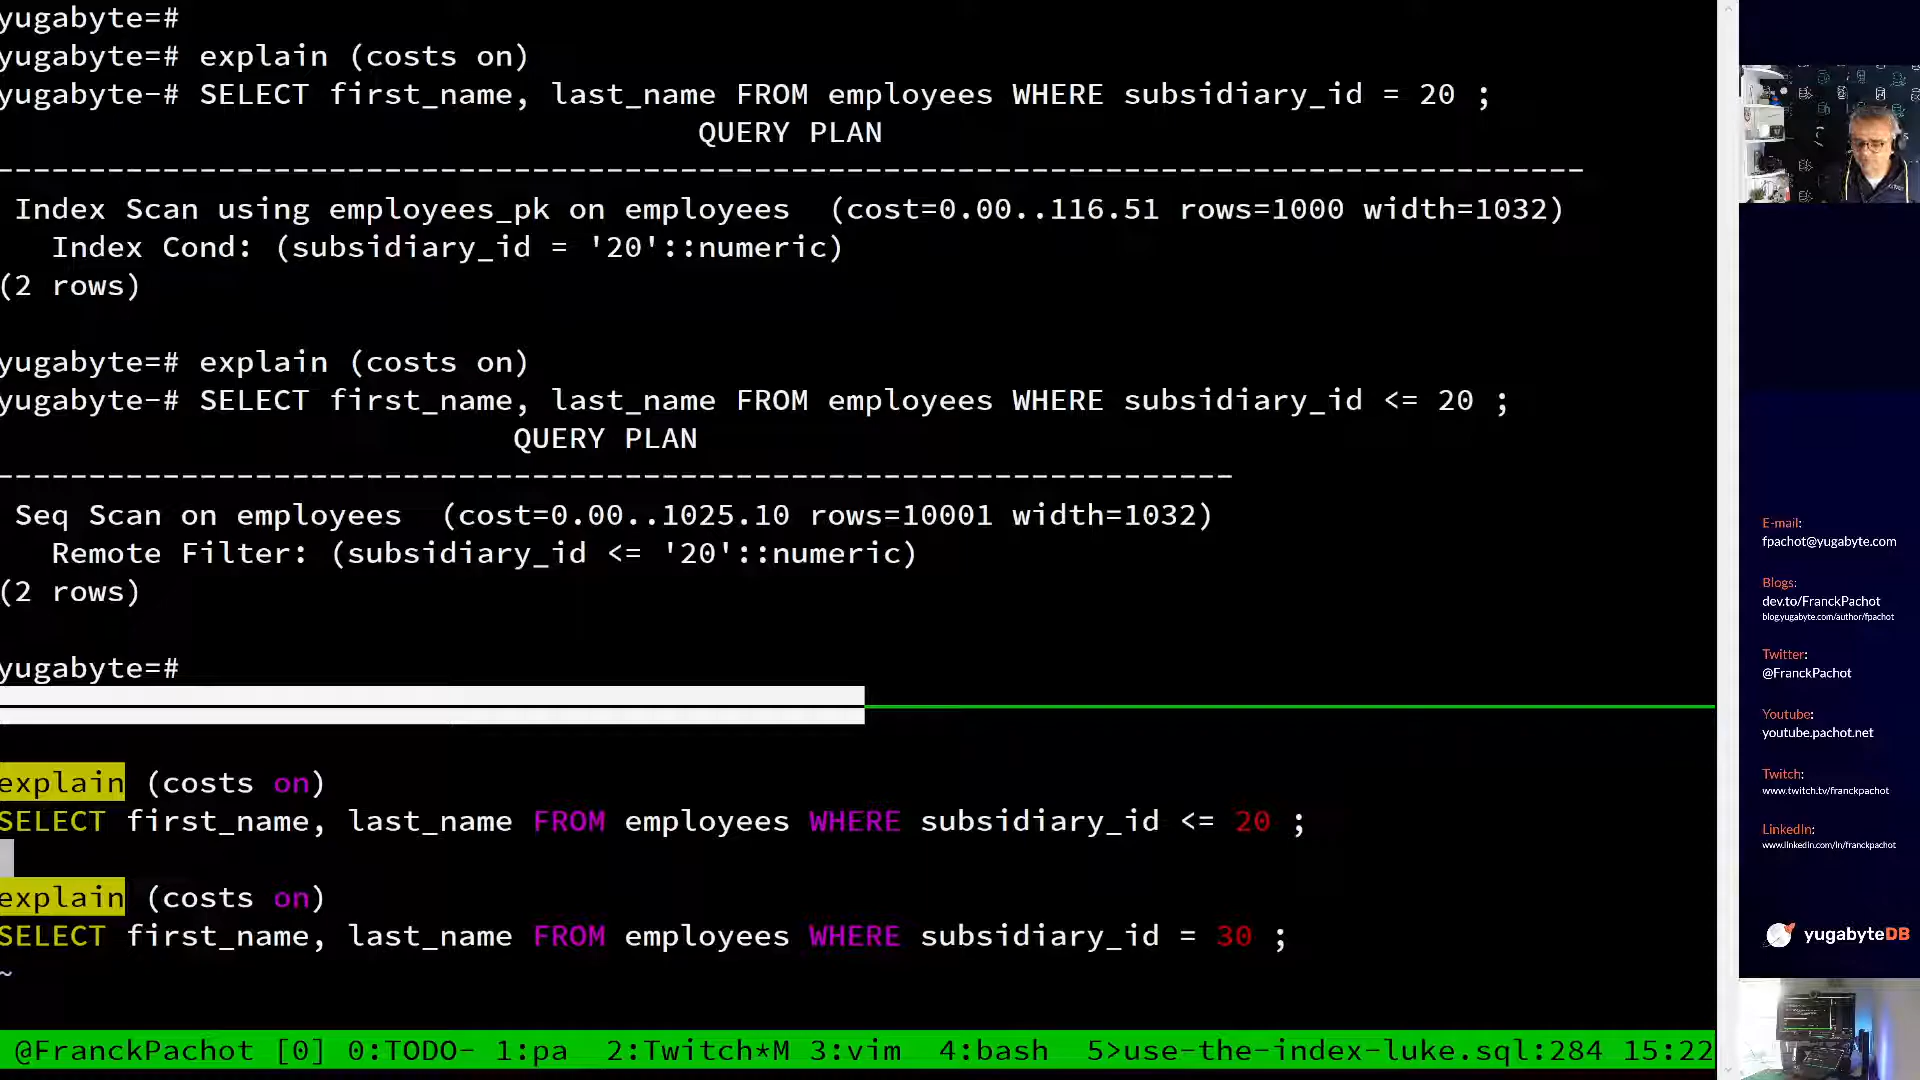 yugabyte=#
yugabyte=# explain (costs on)
yugabyte-# SELECT first_name, last_name FROM employees WHERE subsidiary_id = 20 ;
QUERY PLAN
--------------------------------------------------------------------------------------
Index Scan using employees_pk on employees  (cost=0.00..116.51 rows=1000 width=1032)
Index Cond: (subsidiary_id = '20'::numeric)
(2 rows)
yugabyte=# explain (costs on)
yugabyte-# SELECT first_name, last_name FROM employees WHERE subsidiary_id <= 20 ;
QUERY PLAN
-------------------------------------------------------------------
Seq Scan on employees  (cost=0.00..1025.10 rows=10001 width=1032)
Remote Filter: (subsidiary_id <= '20'::numeric)
(2 rows)
yugabyte=#
explain (costs on)
SELECT first_name, last_name FROM employees WHERE subsidiary_id <= 20 ;
explain (costs on)
SELECT first_name, last_name FROM employees WHERE subsidiary_id = 30 ;
~
@FranckPachot [0] 0:TODO- 1:pa  2:Twitch*M 3:vim  4:bash  5>use-the-index-luke.sql:284 15:22
E-mail:
fpachot@yugabyte.com
Blogs:
dev.to/FranckPachot
blog.yugabyte.com/author/fpachot
Twitter:
@FranckPachot
Youtube:
youtube.pachot.net
Twitch:
www.twitch.tv/franckpachot
LinkedIn:
www.linkedin.com/in/franckpachot
yugabyteDB